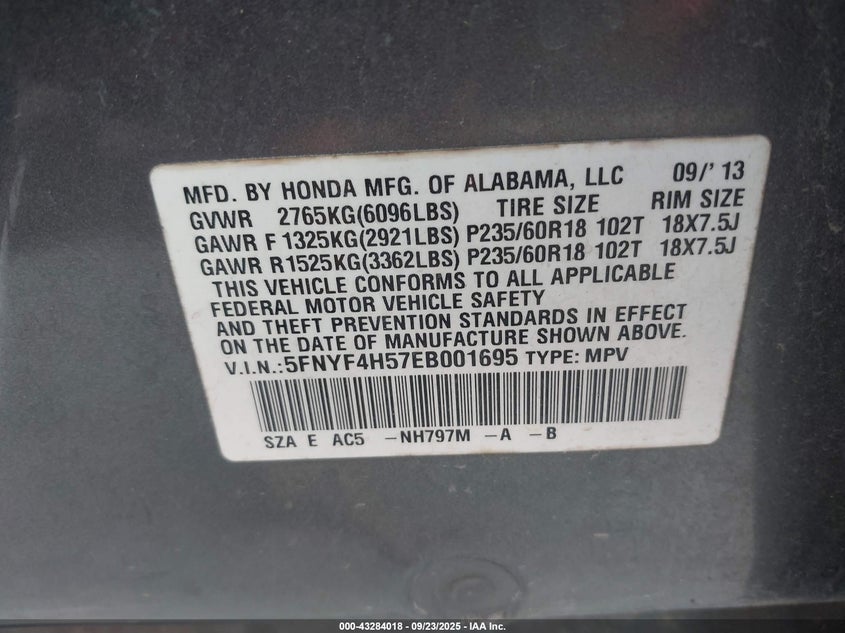 MFD. BY HONDA MFG. OF ALABAMA, LLC 09/' 13
GVWR 2765KG(6096LBS) TIRE SIZE RIM SIZE
GAWR F 1325KG(2921LBS) P235/60R18 102T 18X7.5J
GAWR R1525KG(3362LBS) P235/60R18 102T 18X7.5J
THIS VEHICLE CONFORMS TO ALL APPLICABLE
FEDERAL MOTOR VEHICLE SAFETY
AND THEFT PREVENTION STANDARDS IN EFFECT
ON THE DATE OF MANUFACTURE SHOWN ABOVE.
V.I.N.:5FNYF4H57EB001695 TYPE: MPV
SZA E AC5 -NH797M -A -B
000-43284018 - 09/23/2025 - IAA Inc.